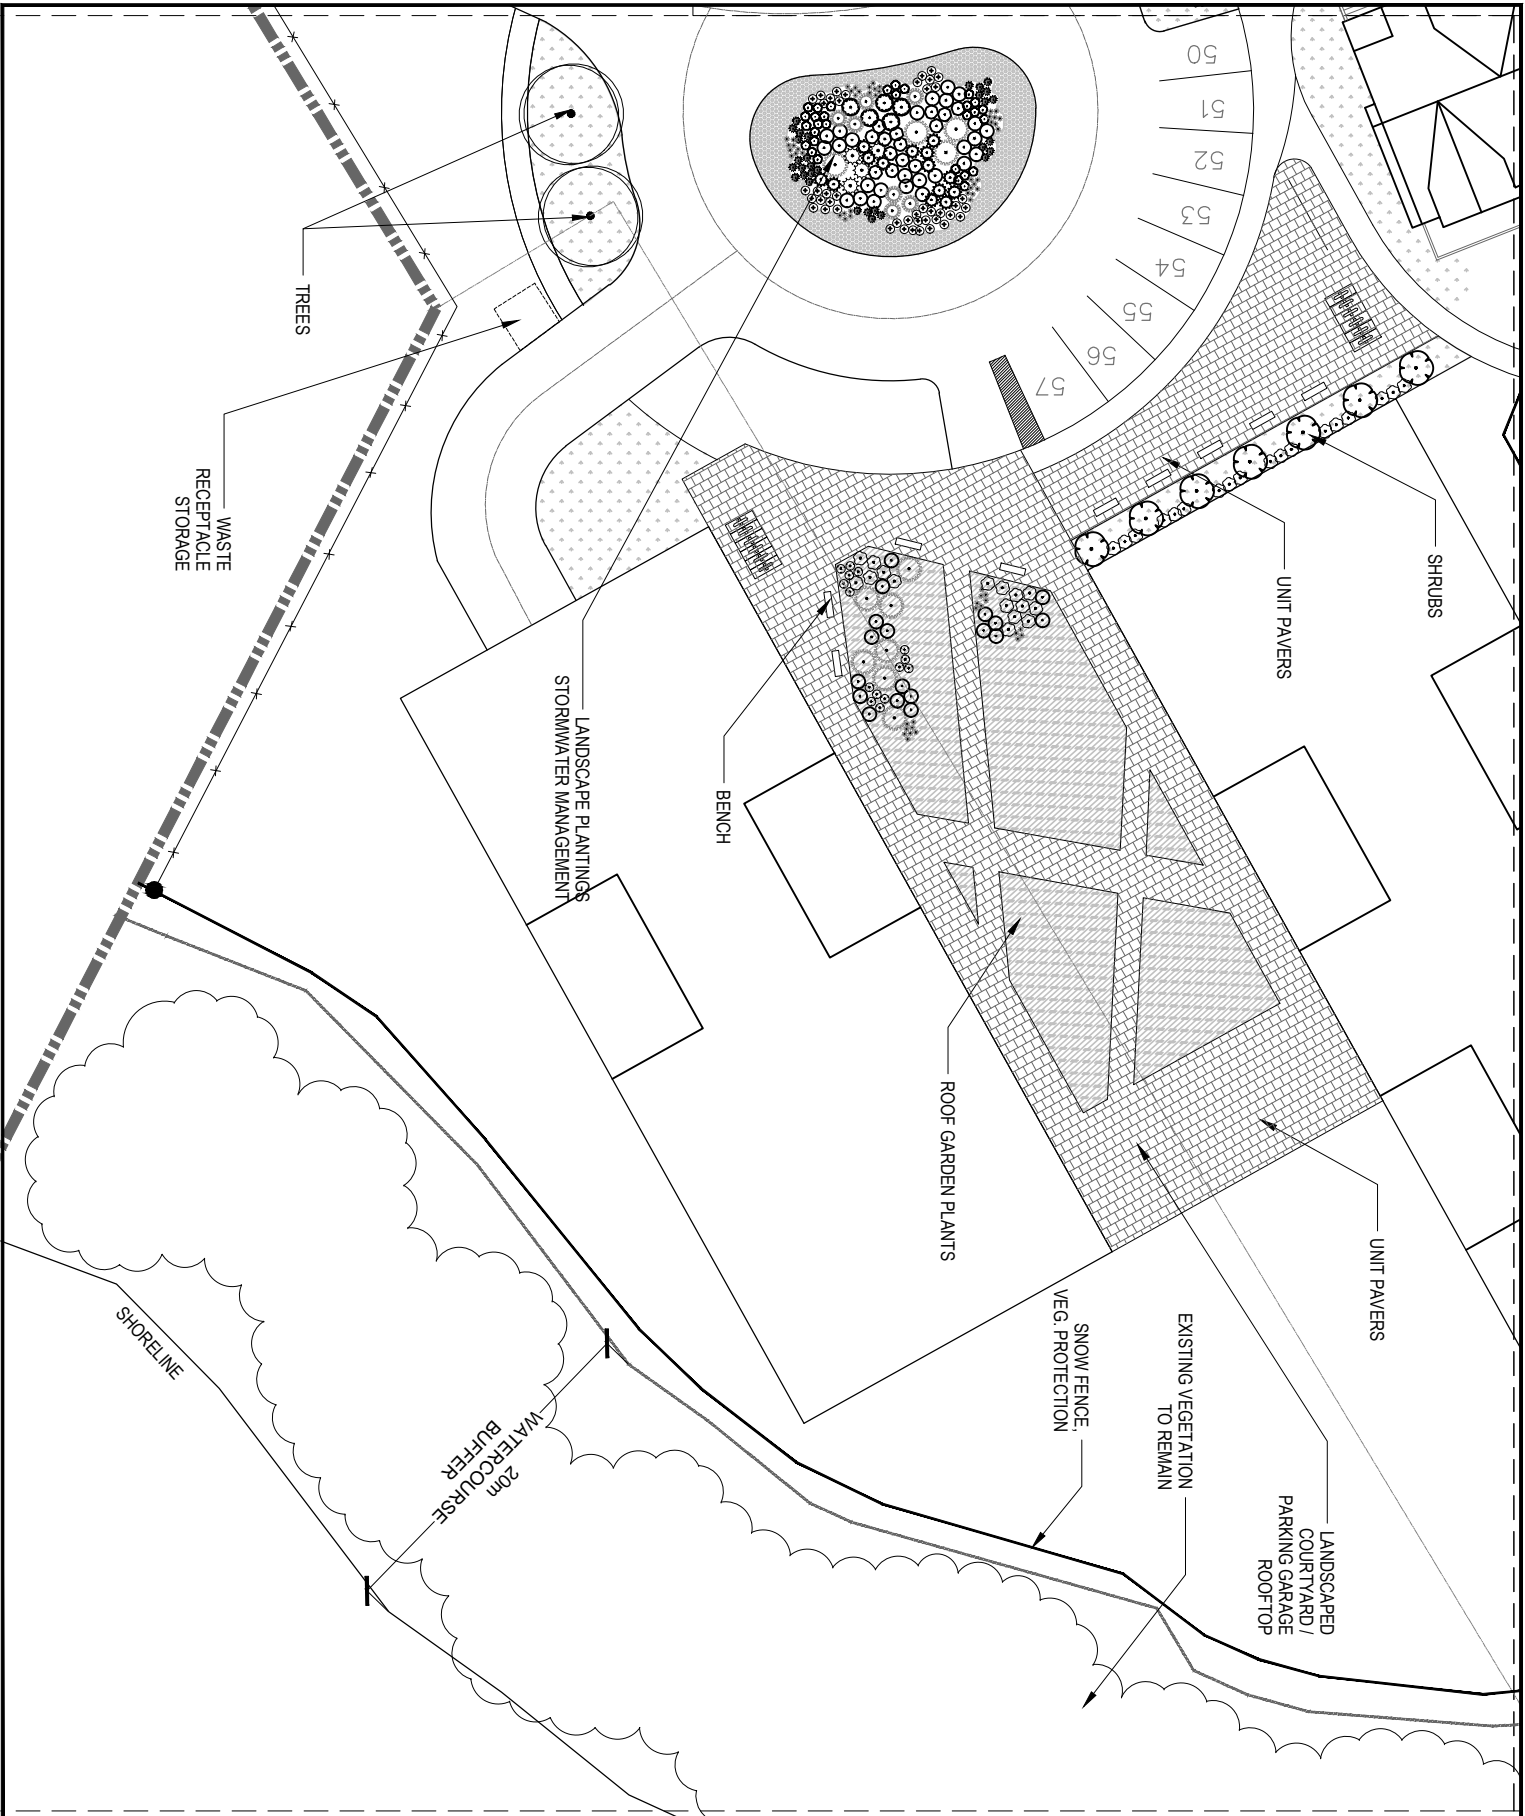 50
51
52
53
54
55
56
57
TREES
WASTE
RECEPTACLE
STORAGE
SHRUBS
UNIT PAVERS
LANDSCAPE PLANTINGS
STORMWATER MANAGEMENT
BENCH
ROOF GARDEN PLANTS
UNIT PAVERS
SNOW FENCE,
VEG. PROTECTION
EXISTING VEGETATION
TO REMAIN
LANDSCAPED
COURTYARD /
PARKING GARAGE
ROOFTOP
SHORELINE
20m
WATERCOURSE
BUFFER